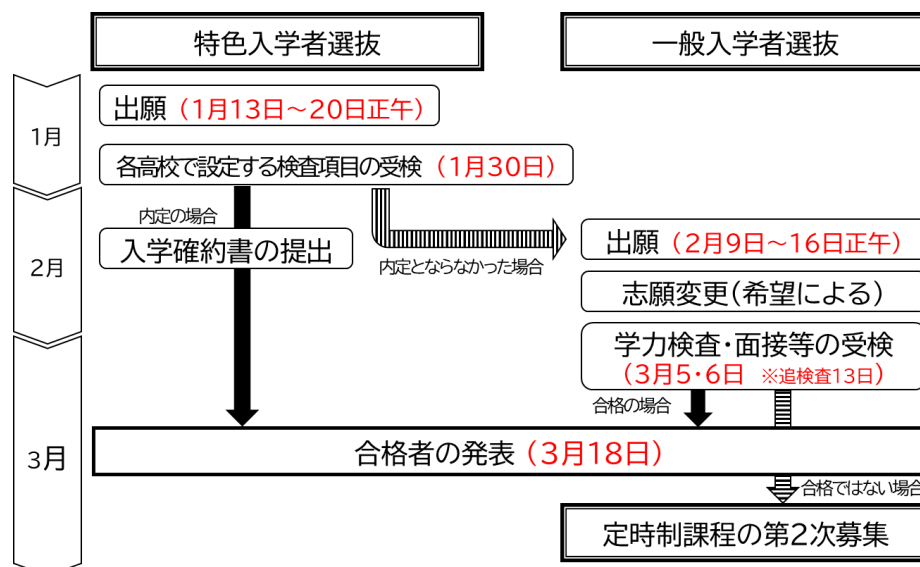 特色入学者選抜
一般入学者選抜
1月
出願（1月13日～20日正午）
各高校で設定する検査項目の受検（1月30日）
2月
内定の場合
入学確約書の提出
内定とならなかった場合
出願（2月9日～16日正午）
志願変更（希望による）
学力検査・面接等の受検
（3月5・6日 ※追検査13日）
合格の場合
3月
合格者の発表（3月18日）
合格ではない場合
定時制課程の第2次募集